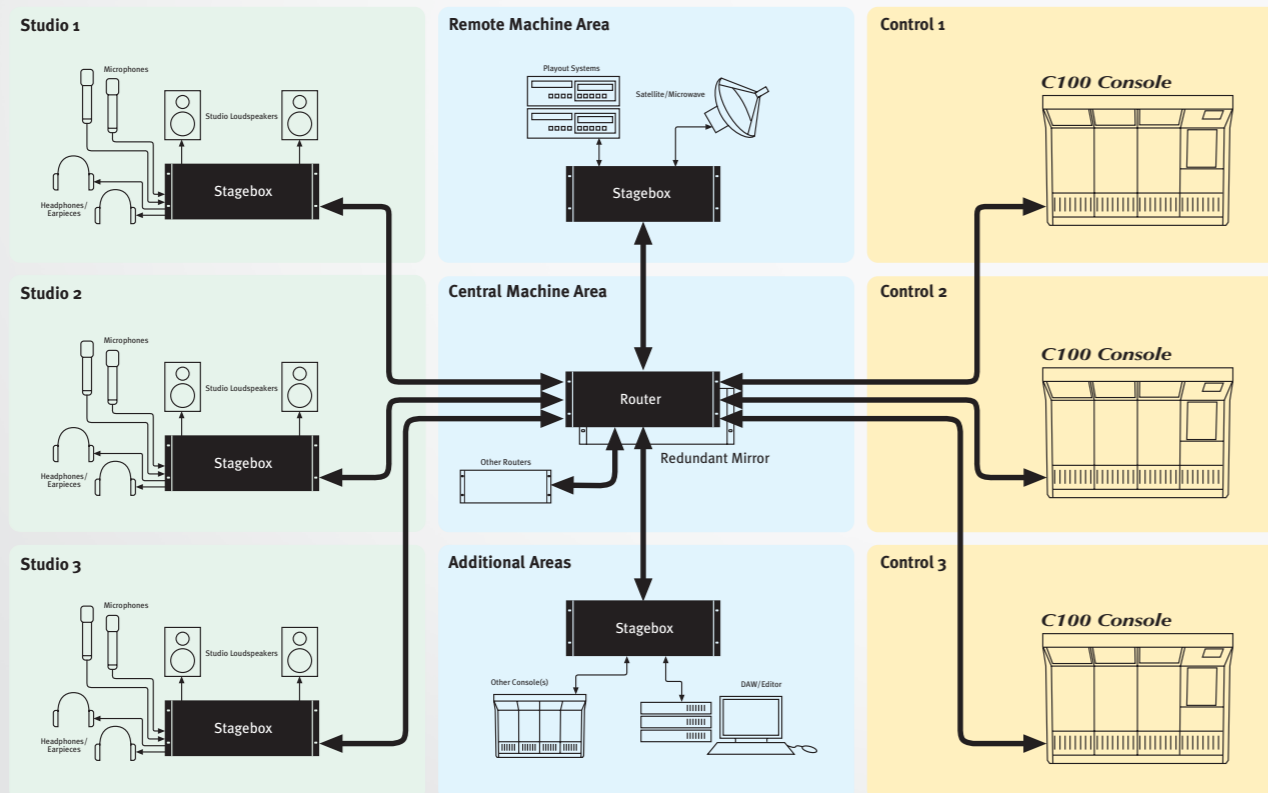 Studio 1
Microphones
Studio Loudspeakers
Stagebox
Headphones/
Earpieces
Remote Machine Area
Playout Systems
Satellite/Microwave
Stagebox
Control 1
C100 Console
Studio 2
Microphones
Studio Loudspeakers
Stagebox
Headphones/
Earpieces
Central Machine Area
Router
Redundant Mirror
Other Routers
Control 2
C100 Console
Studio 3
Microphones
Studio Loudspeakers
Stagebox
Headphones/
Earpieces
Additional Areas
Stagebox
Other Console(s)
DAW/Editor
Control 3
C100 Console